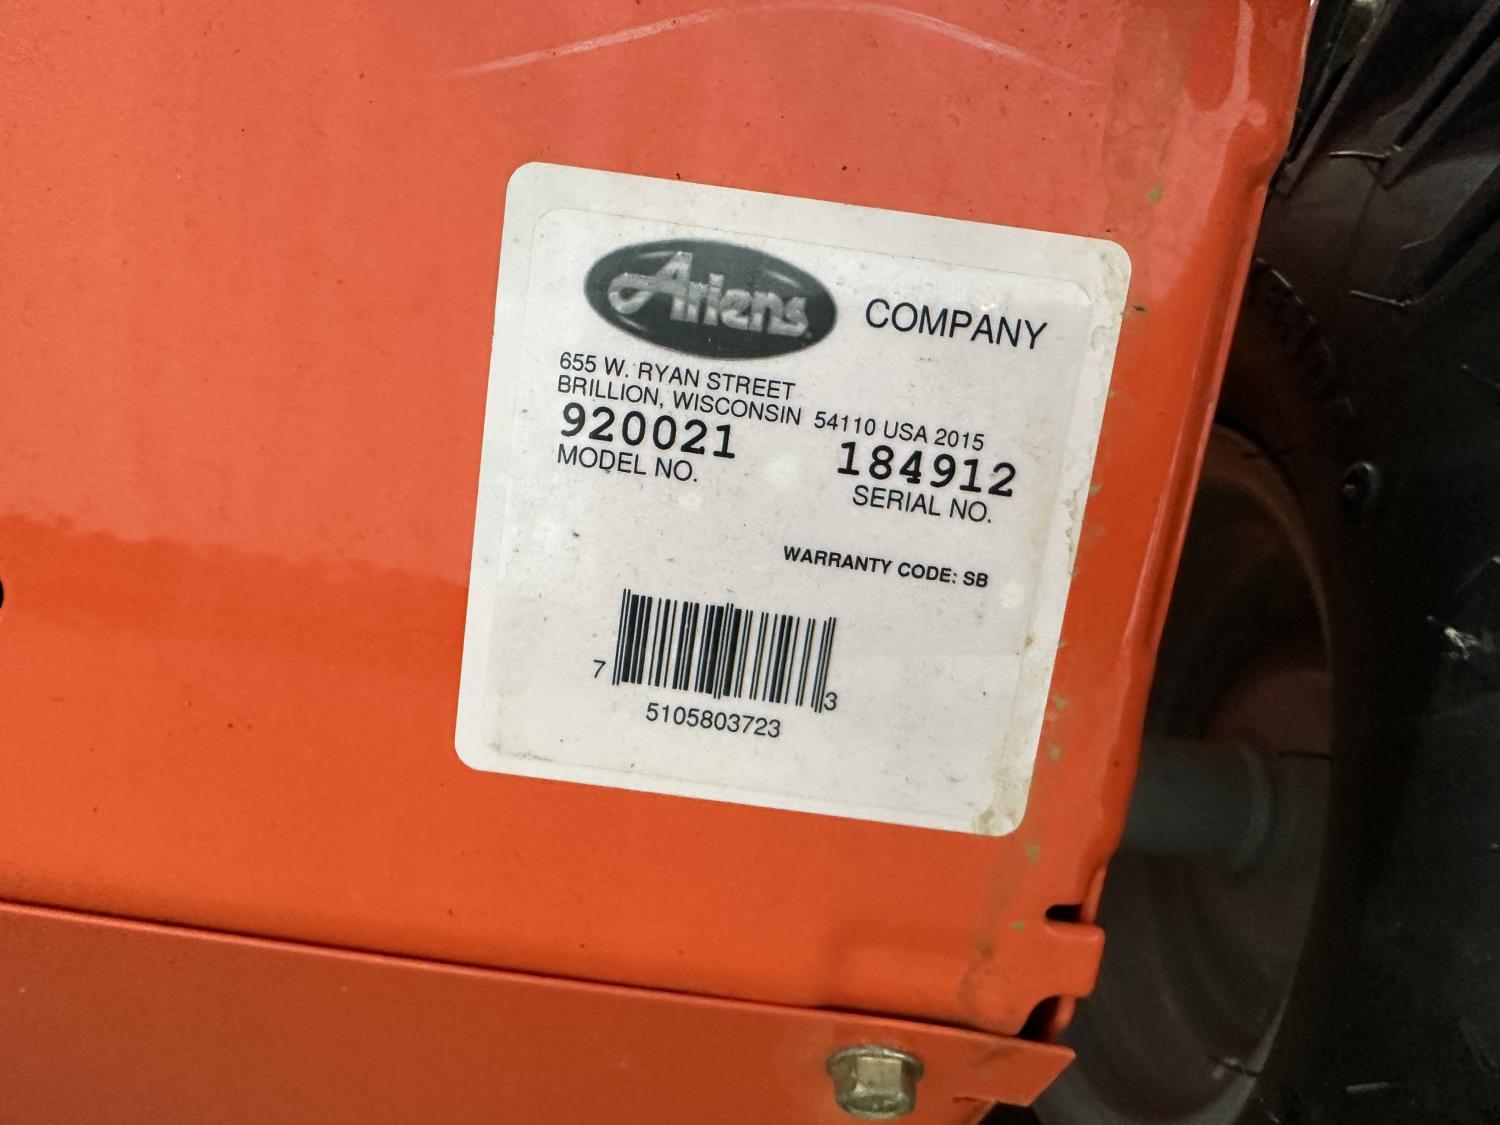 Ariens COMPANY
655 W. RYAN STREET
BRILLION, WISCONSIN 54110 USA 2015
920021 184912
MODEL NO. SERIAL NO.
WARRANTY CODE: SB
7 3
5105803723